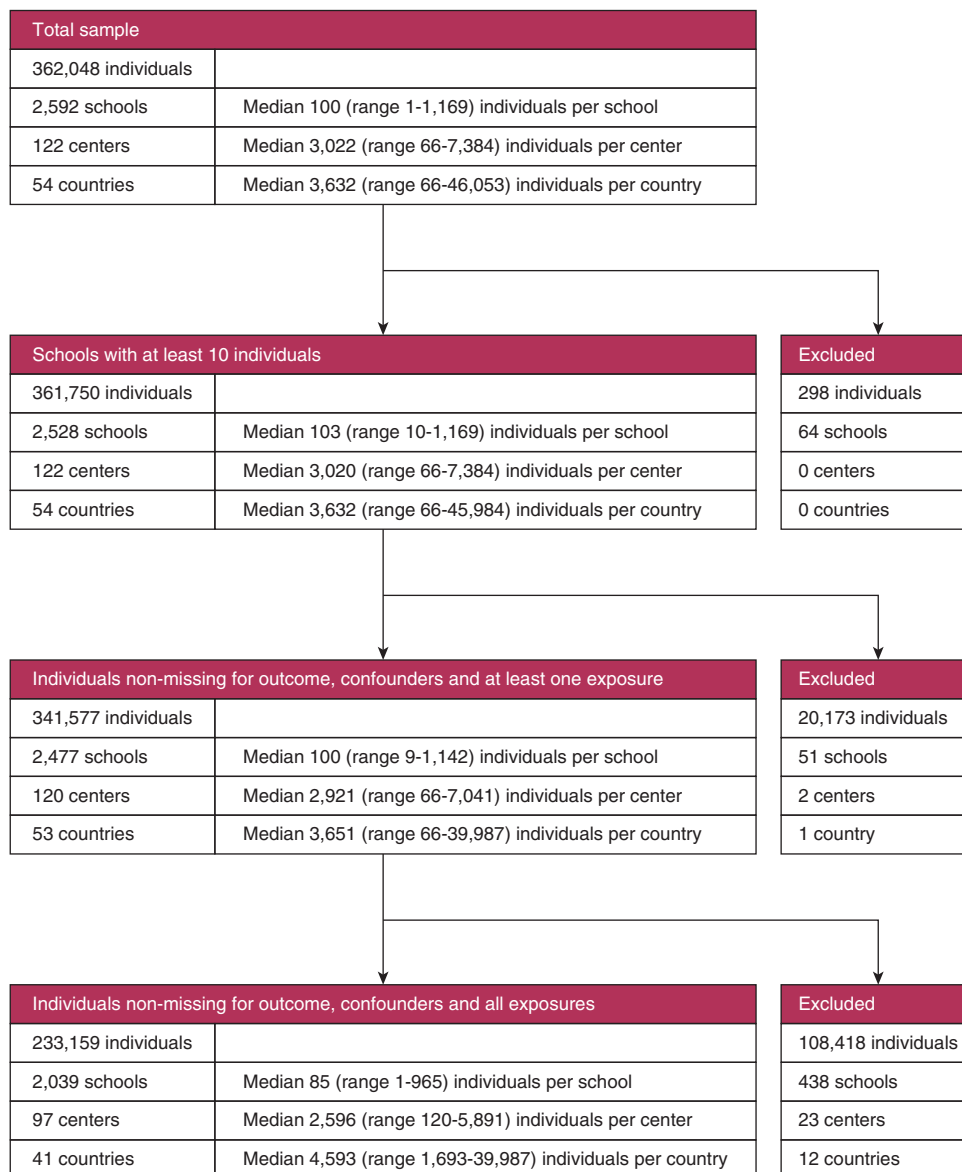 Total sample
362,048 individuals
2,592 schools Median 100 (range 1-1,169) individuals per school
122 centers Median 3,022 (range 66-7,384) individuals per center
54 countries Median 3,632 (range 66-46,053) individuals per country
Schools with at least 10 individuals Excluded
361,750 individuals 298 individuals
2,528 schools Median 103 (range 10-1,169) individuals per school 64 schools
122 centers Median 3,020 (range 66-7,384) individuals per center 0 centers
54 countries Median 3,632 (range 66-45,984) individuals per country 0 countries
Individuals non-missing for outcome, confounders and at least one exposure Excluded
341,577 individuals 20,173 individuals
2,477 schools Median 100 (range 9-1,142) individuals per school 51 schools
120 centers Median 2,921 (range 66-7,041) individuals per center 2 centers
53 countries Median 3,651 (range 66-39,987) individuals per country 1 country
Individuals non-missing for outcome, confounders and all exposures Excluded
233,159 individuals 108,418 individuals
2,039 schools Median 85 (range 1-965) individuals per school 438 schools
97 centers Median 2,596 (range 120-5,891) individuals per center 23 centers
41 countries Median 4,593 (range 1,693-39,987) individuals per country 12 countries